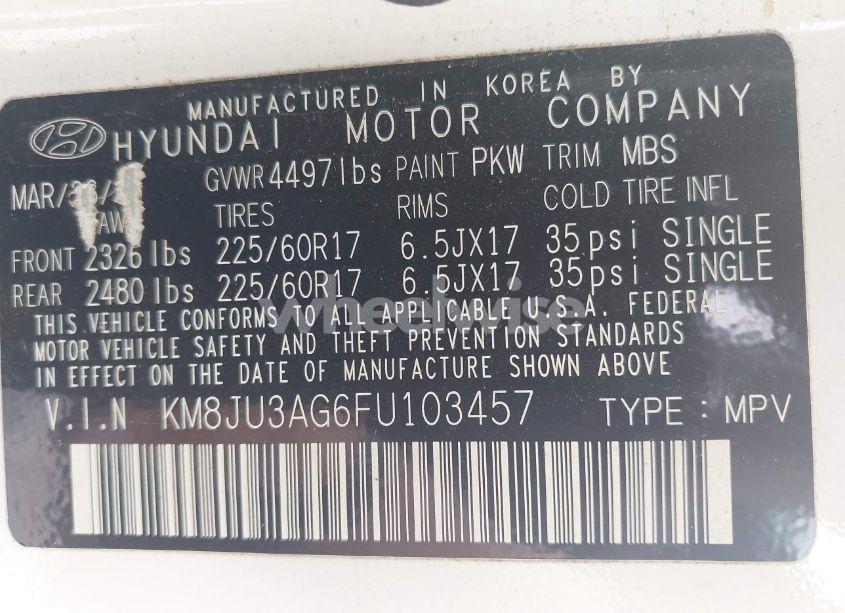 MANUFACTURED IN KOREA BY
HYUNDAI MOTOR COMPANY
MAR/ GVWR 4497lbs PAINT PKW TRIM MBS
TIRES RIMS COLD TIRE INFL
FRONT 2326 lbs 225/60R17 6.5JX17 35psi SINGLE
REAR 2480 lbs 225/60R17 6.5JX17 35psi SINGLE
wheelwise
THIS VEHICLE CONFORMS TO ALL APPLICABLE U.S.A. FEDERAL
MOTOR VEHICLE SAFETY AND THEFT PREVENTION STANDARDS
IN EFFECT ON THE DATE OF MANUFACTURE SHOWN ABOVE
V.I.N KM8JU3AG6FU103457 TYPE : MPV